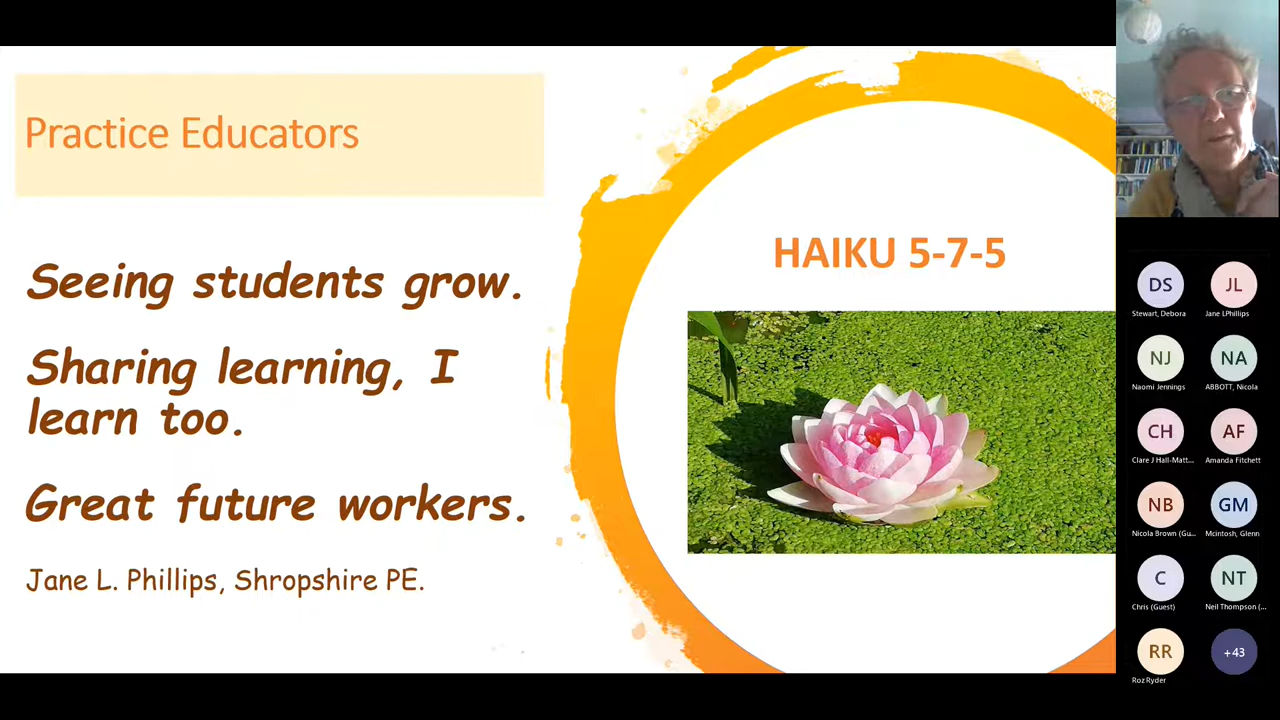 Practice Educators
Seeing students grow.
Sharing learning, I
learn too.
Great future workers.
Jane L. Phillips, Shropshire PE.
HAIKU 5-7-5
DS
JL
Stewart, Debora
Jane LPhillips
NJ
NA
Naomi Jennings
ABBOTT, Nicola
CH
AF
Clare J Hall-Matt...
Amanda Fitchett
NB
GM
Nicola Brown (Gu...
Mcintosh, Glenn
C
NT
Chris (Guest)
Neil Thompson (...
RR
+43
Roz Ryder